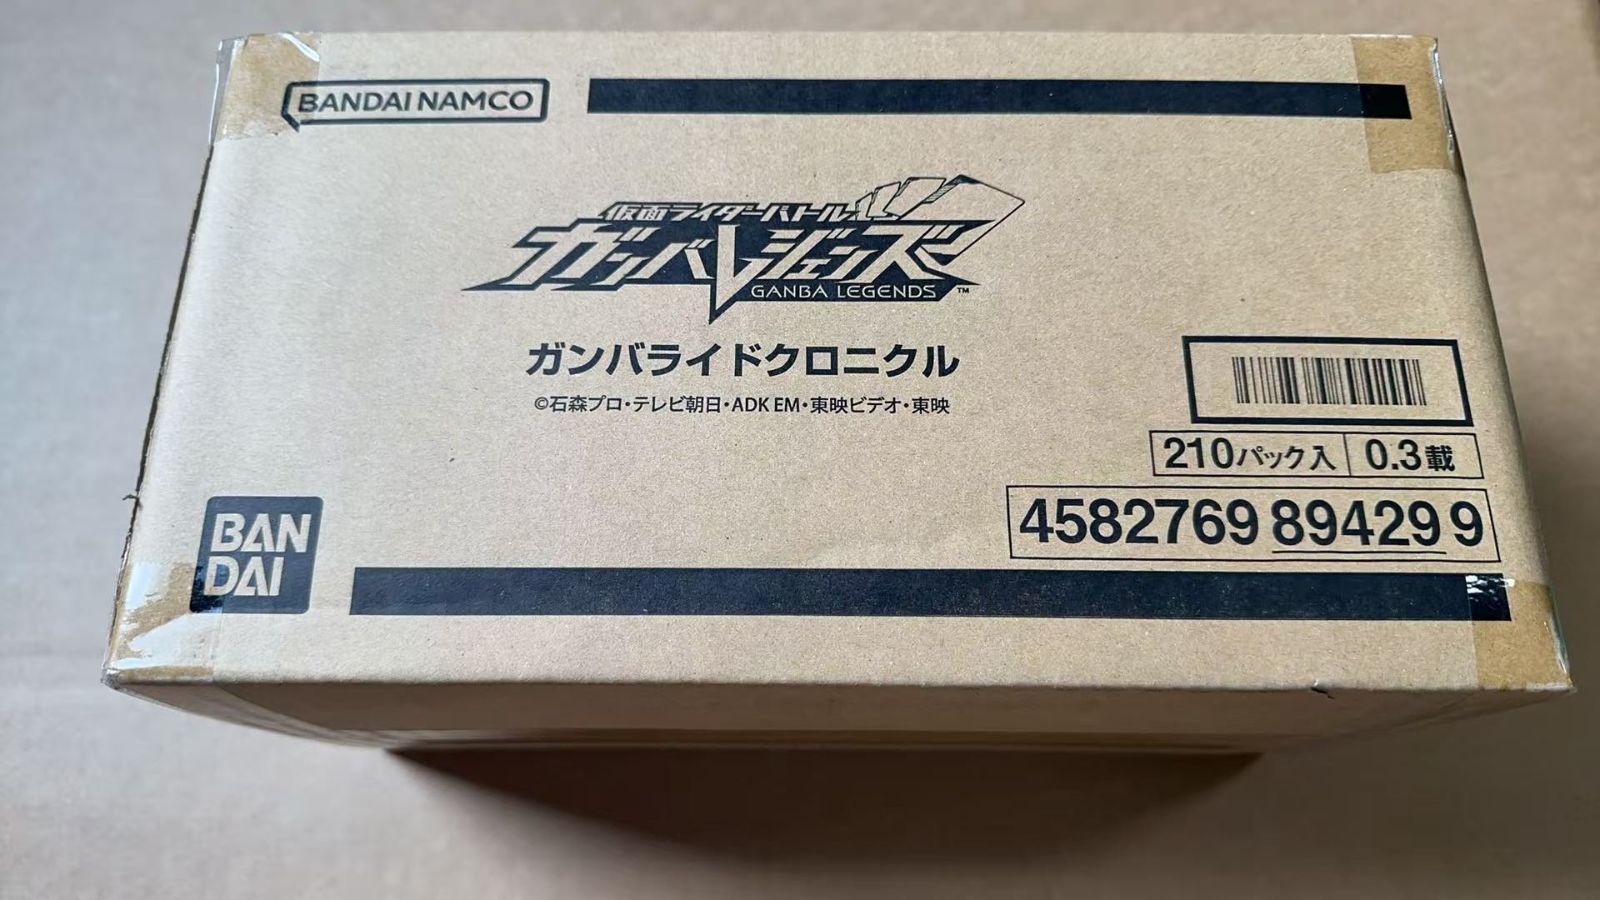 BANDAI NAMCO
仮面ライダーバトル
ガンバレジェンズ
GANBA LEGENDS ™
ガンバライドクロニクル
©石森プロ・テレビ朝日・ADK EM・東映ビデオ・東映
210パック入 0.3載
4582769 89429 9
BAN
DAI